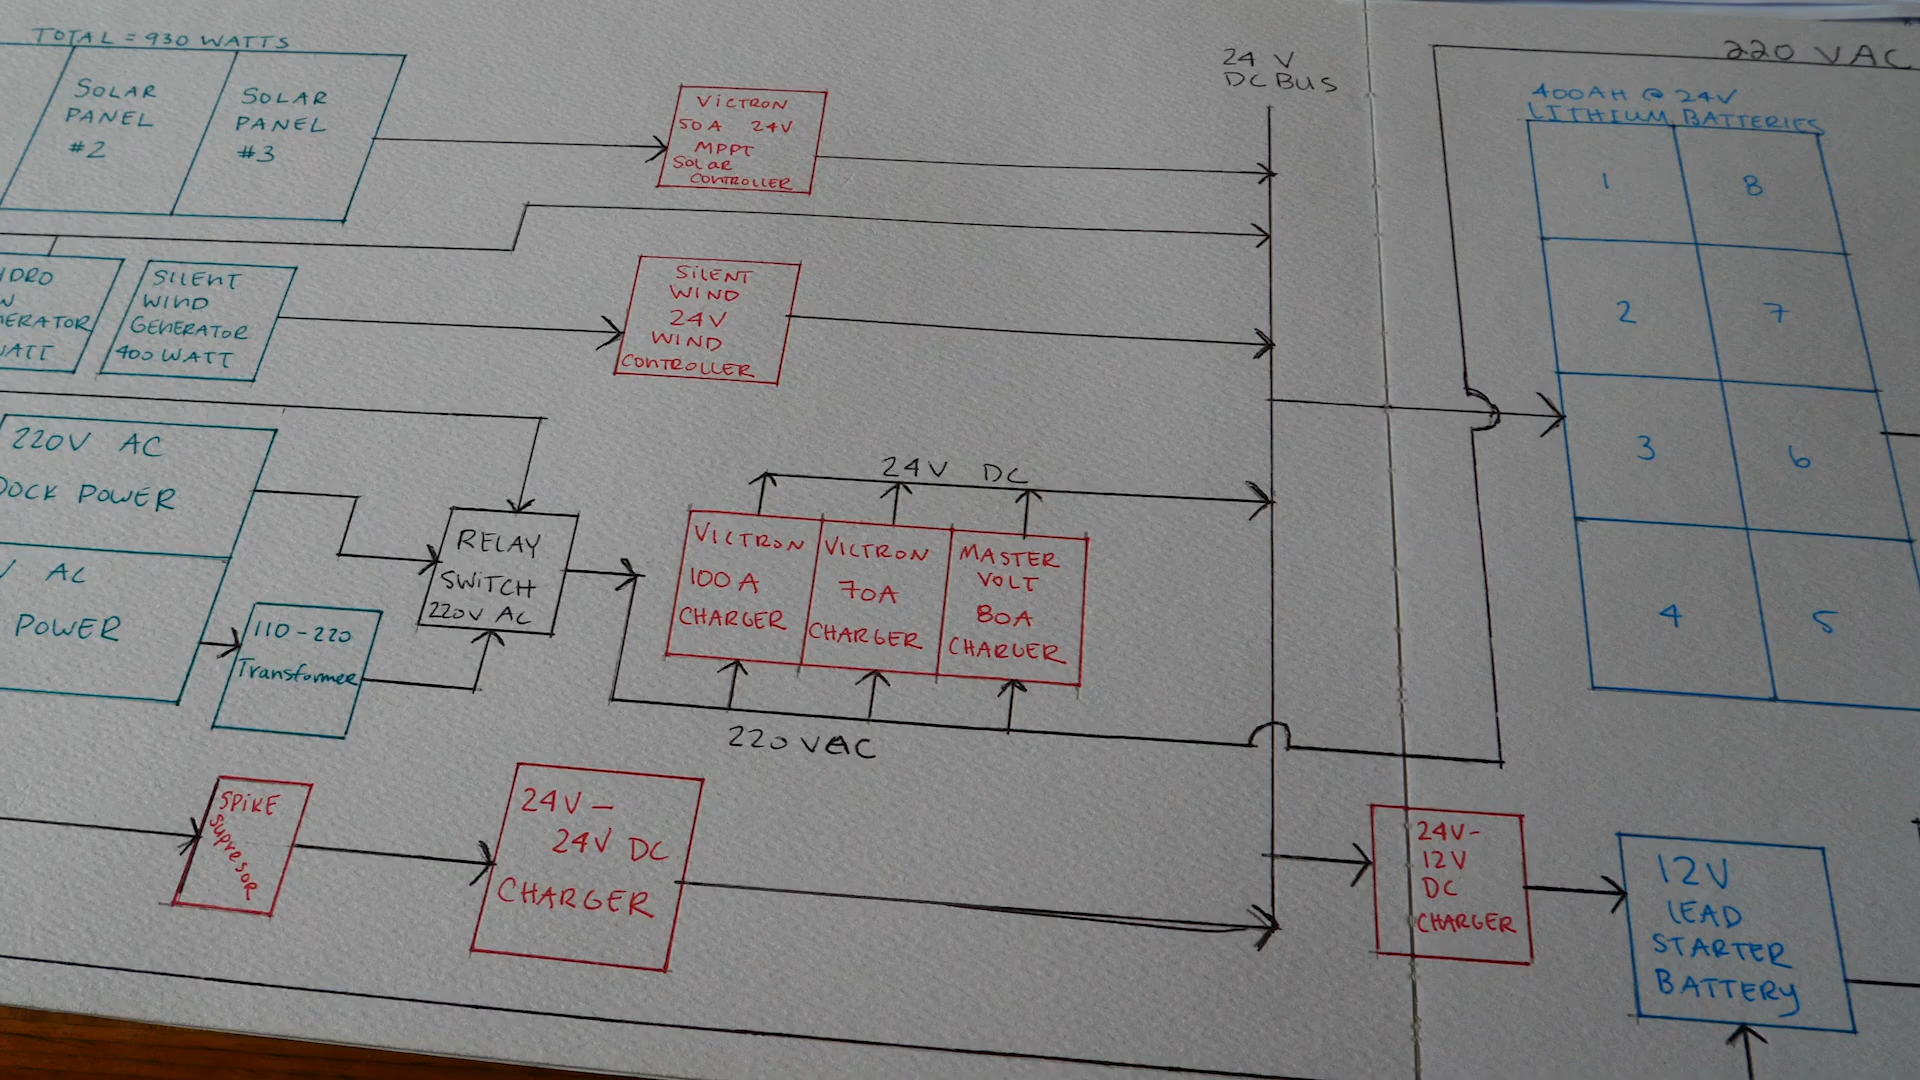 TOTAL = 930 WATTS
SOLAR
PANEL
#2
SOLAR
PANEL
#3
VICTRON
50A 24V
MPPT
SOLAR
CONTROLLER
24 V
DC BUS
220 VAC
400AH @ 24V
LITHIUM BATTERIES
1
8
2
7
3
6
4
5
SILENT
WIND
GENERATOR
400 WATT
SILENT
WIND
24V
WIND
CONTROLLER
220V AC
DOCK POWER
AC
POWER
110-220
Transformer
RELAY
SWITCH
220V AC
24V DC
VICTRON
100A
CHARGER
VICTRON
70A
CHARGER
MASTER
VOLT
80A
CHARGER
220 VAC
SPIKE
SUPRESOR
24V -
24V DC
CHARGER
24V-
12V
DC
CHARGER
12V
LEAD
STARTER
BATTERY